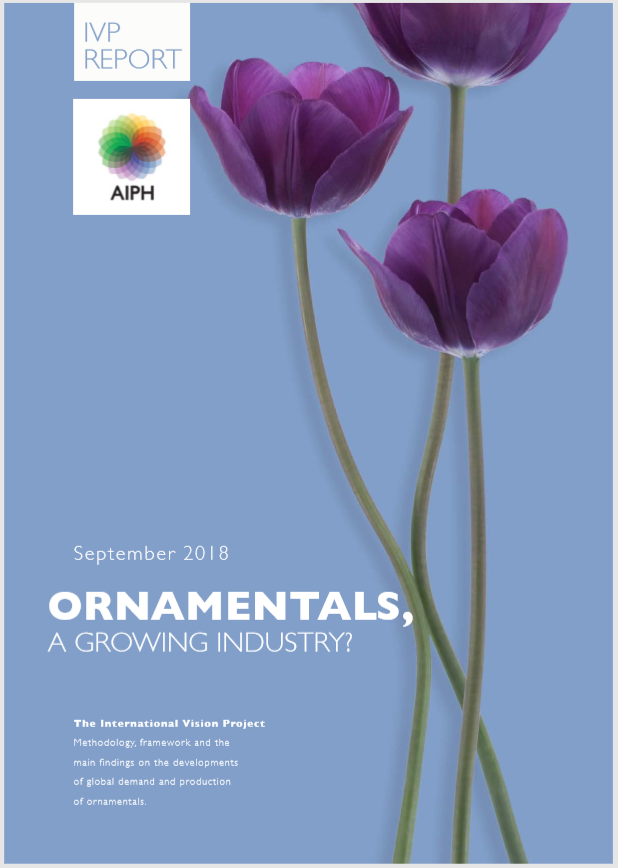 IVP
REPORT
AIPH
September 2018
ORNAMENTALS,
A GROWING INDUSTRY?
The International Vision Project
Methodology, framework and the
main findings on the developments
of global demand and production
of ornamentals.